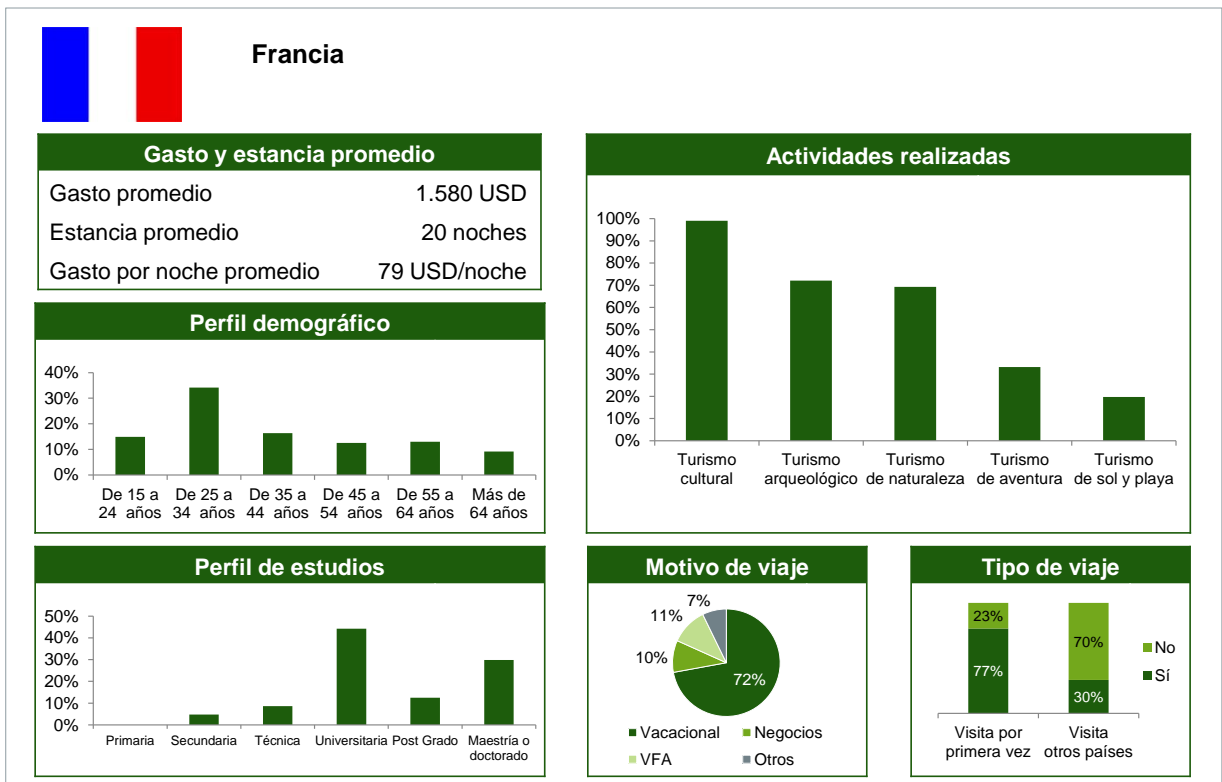 Francia
Gasto y estancia promedio
Gasto promedio 1.580 USD
Estancia promedio 20 noches
Gasto por noche promedio 79 USD/noche
Perfil demográfico
40%
30%
20%
10%
0%
De 15 a De 25 a De 35 a De 45 a De 55 a Más de
24 años 34 años 44 años 54 años 64 años 64 años
Perfil de estudios
50%
40%
30%
20%
10%
0%
Primaria Secundaria Técnica Universitaria Post Grado Maestría o
doctorado
Actividades realizadas
100%
90%
80%
70%
60%
50%
40%
30%
20%
10%
0%
Turismo Turismo Turismo Turismo Turismo
cultural arqueológico de naturaleza de aventura de sol y playa
Motivo de viaje
7%
11%
10%
72%
Vacacional Negocios
VFA Otros
Tipo de viaje
23%
70%
77%
30%
No
Sí
Visita por Visita
primera vez otros países